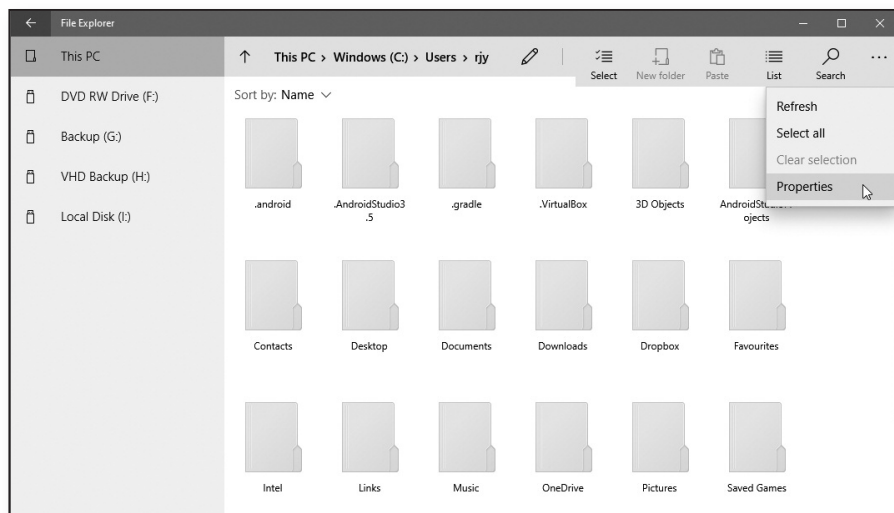 File Explorer
This PC
DVD RW Drive (F:)
Backup (G:)
VHD Backup (H:)
Local Disk (I:)
This PC > Windows (C:) > Users > rjy
Select
New folder
Paste
List
Search
Sort by: Name
Refresh
Select all
Clear selection
Properties
.android
.AndroidStudio3
.5
.gradle
.VirtualBox
3D Objects
ojects
Contacts
Desktop
Documents
Downloads
Dropbox
Favourites
Intel
Links
Music
OneDrive
Pictures
Saved Games